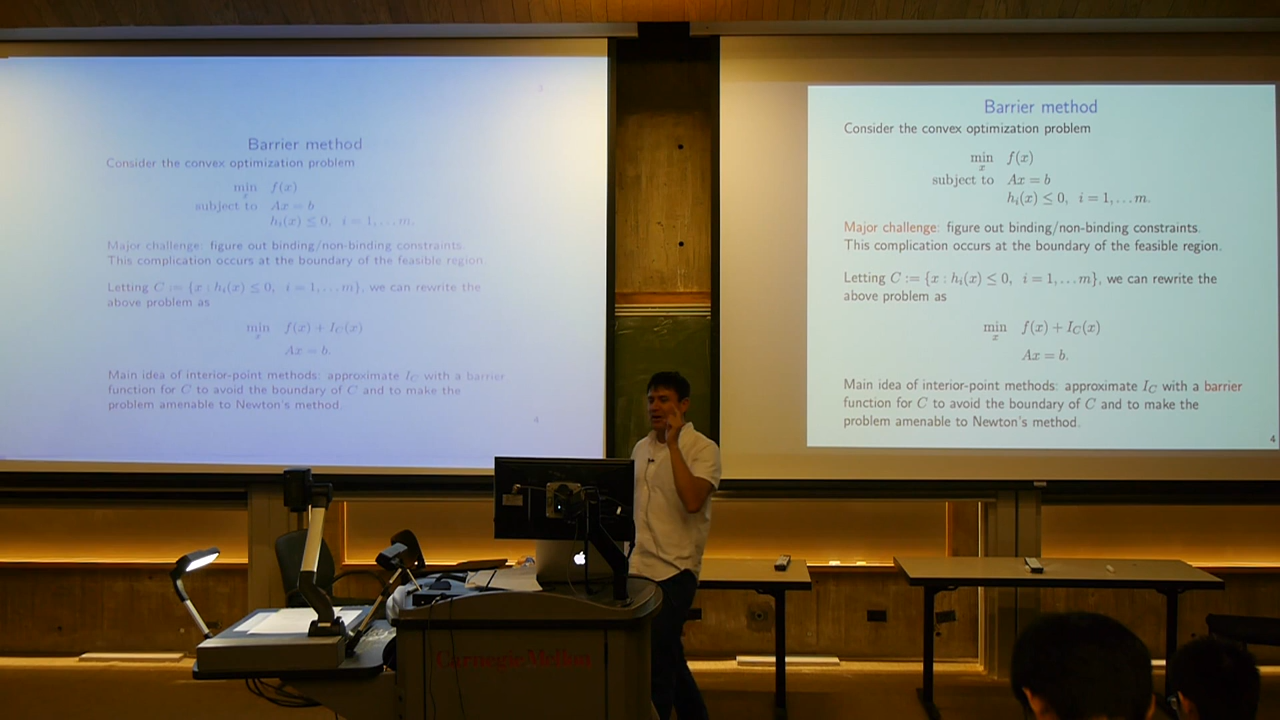 Barrier method
Consider the convex optimization problem
min f(x)
x
subject to Ax = b
h_i(x) ≤ 0, i = 1, . . . m.
Major challenge: figure out binding/non-binding constraints.
This complication occurs at the boundary of the feasible region.
Letting C := {x : h_i(x) ≤ 0, i = 1, . . . m}, we can rewrite the
above problem as
min f(x) + I_C(x)
x
Ax = b.
Main idea of interior-point methods: approximate I_C with a barrier
function for C to avoid the boundary of C and to make the
problem amenable to Newton's method.
4
Barrier method
Consider the convex optimization problem
min f(x)
x
subject to Ax = b
h_i(x) ≤ 0, i = 1, . . . m.
Major challenge: figure out binding/non-binding constraints.
This complication occurs at the boundary of the feasible region.
Letting C := {x : h_i(x) ≤ 0, i = 1, . . . m}, we can rewrite the
above problem as
min f(x) + I_C(x)
x
Ax = b.
Main idea of interior-point methods: approximate I_C with a barrier
function for C to avoid the boundary of C and to make the
problem amenable to Newton's method.
4
Carnegie Mellon